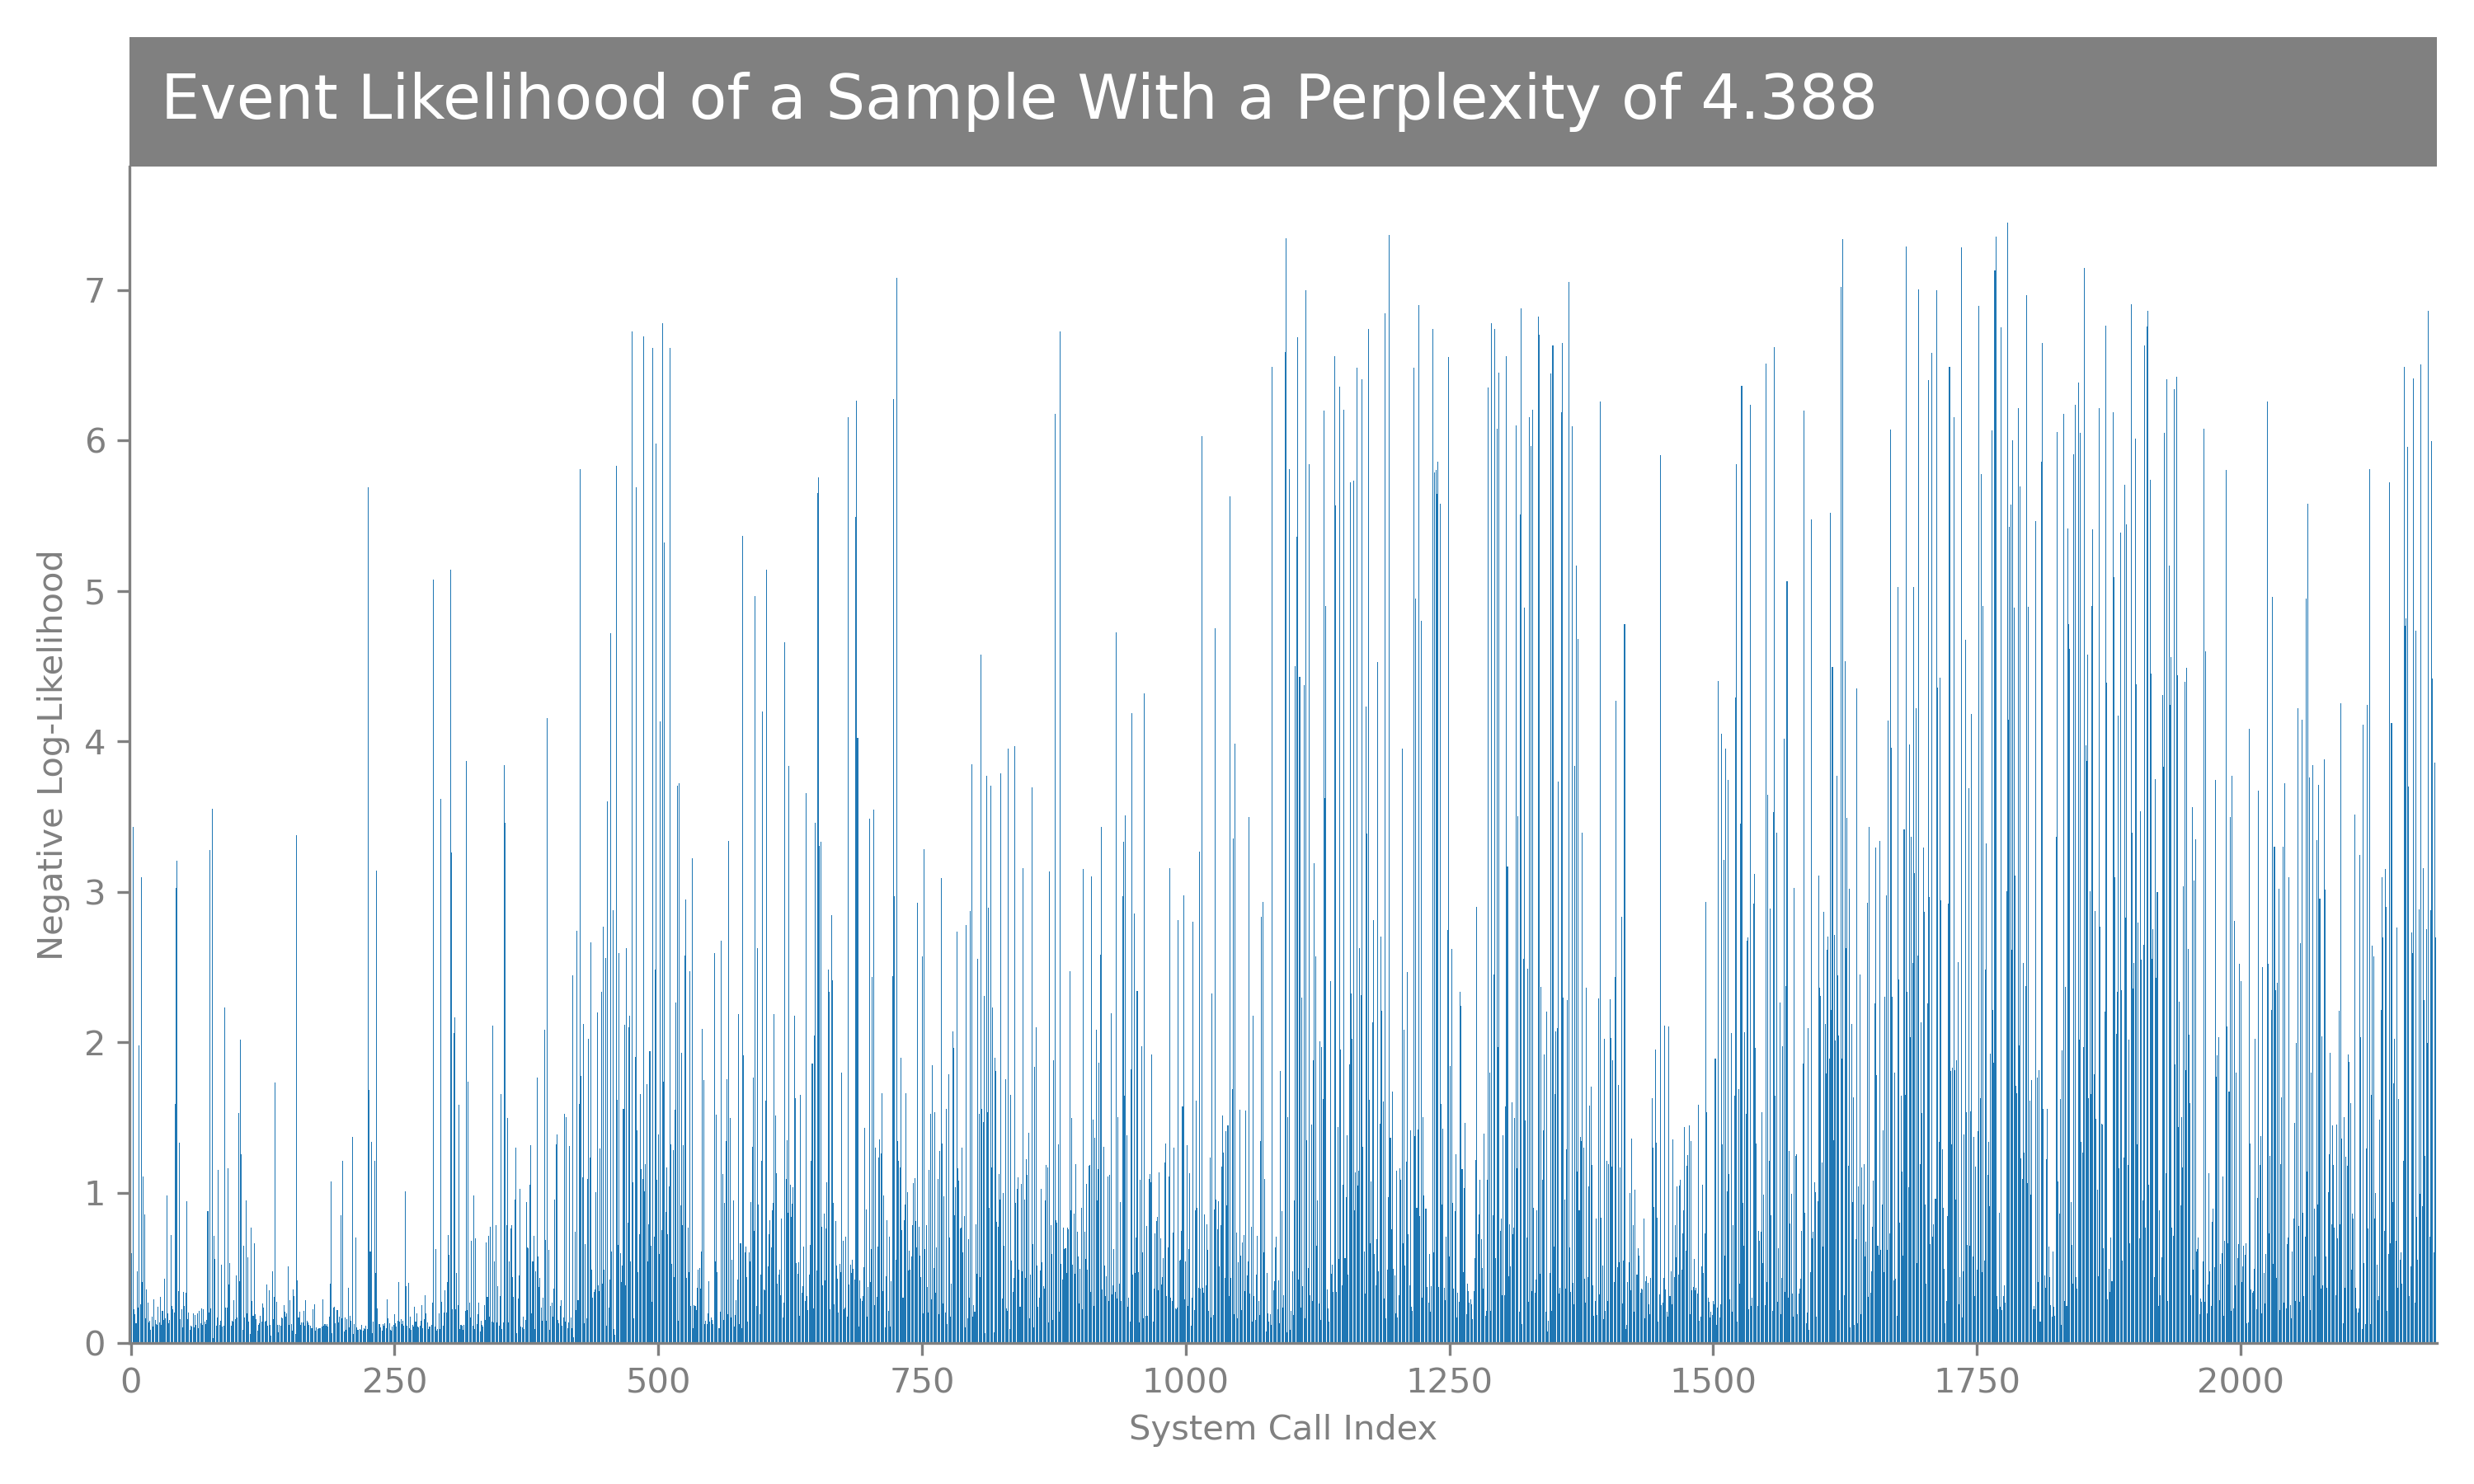 Event Likelihood of a Sample With a Perplexity of 4.388
7
6
5
4
3
2
1
0
Negative Log-Likelihood
0 250 500 750 1000 1250 1500 1750 2000
System Call Index